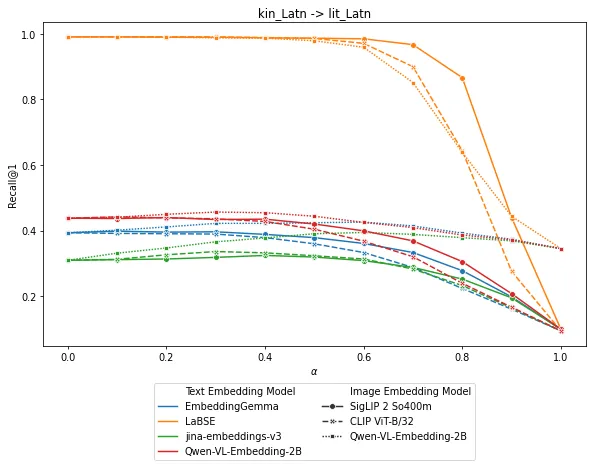 kin_Latn -> lit_Latn
Recall@1
1.0
0.8
0.6
0.4
0.2
0.0 0.2 0.4 0.6 0.8 1.0
α
Text Embedding Model Image Embedding Model
EmbeddingGemma SigLIP 2 So400m
LaBSE CLIP ViT-B/32
jina-embeddings-v3 Qwen-VL-Embedding-2B
Qwen-VL-Embedding-2B